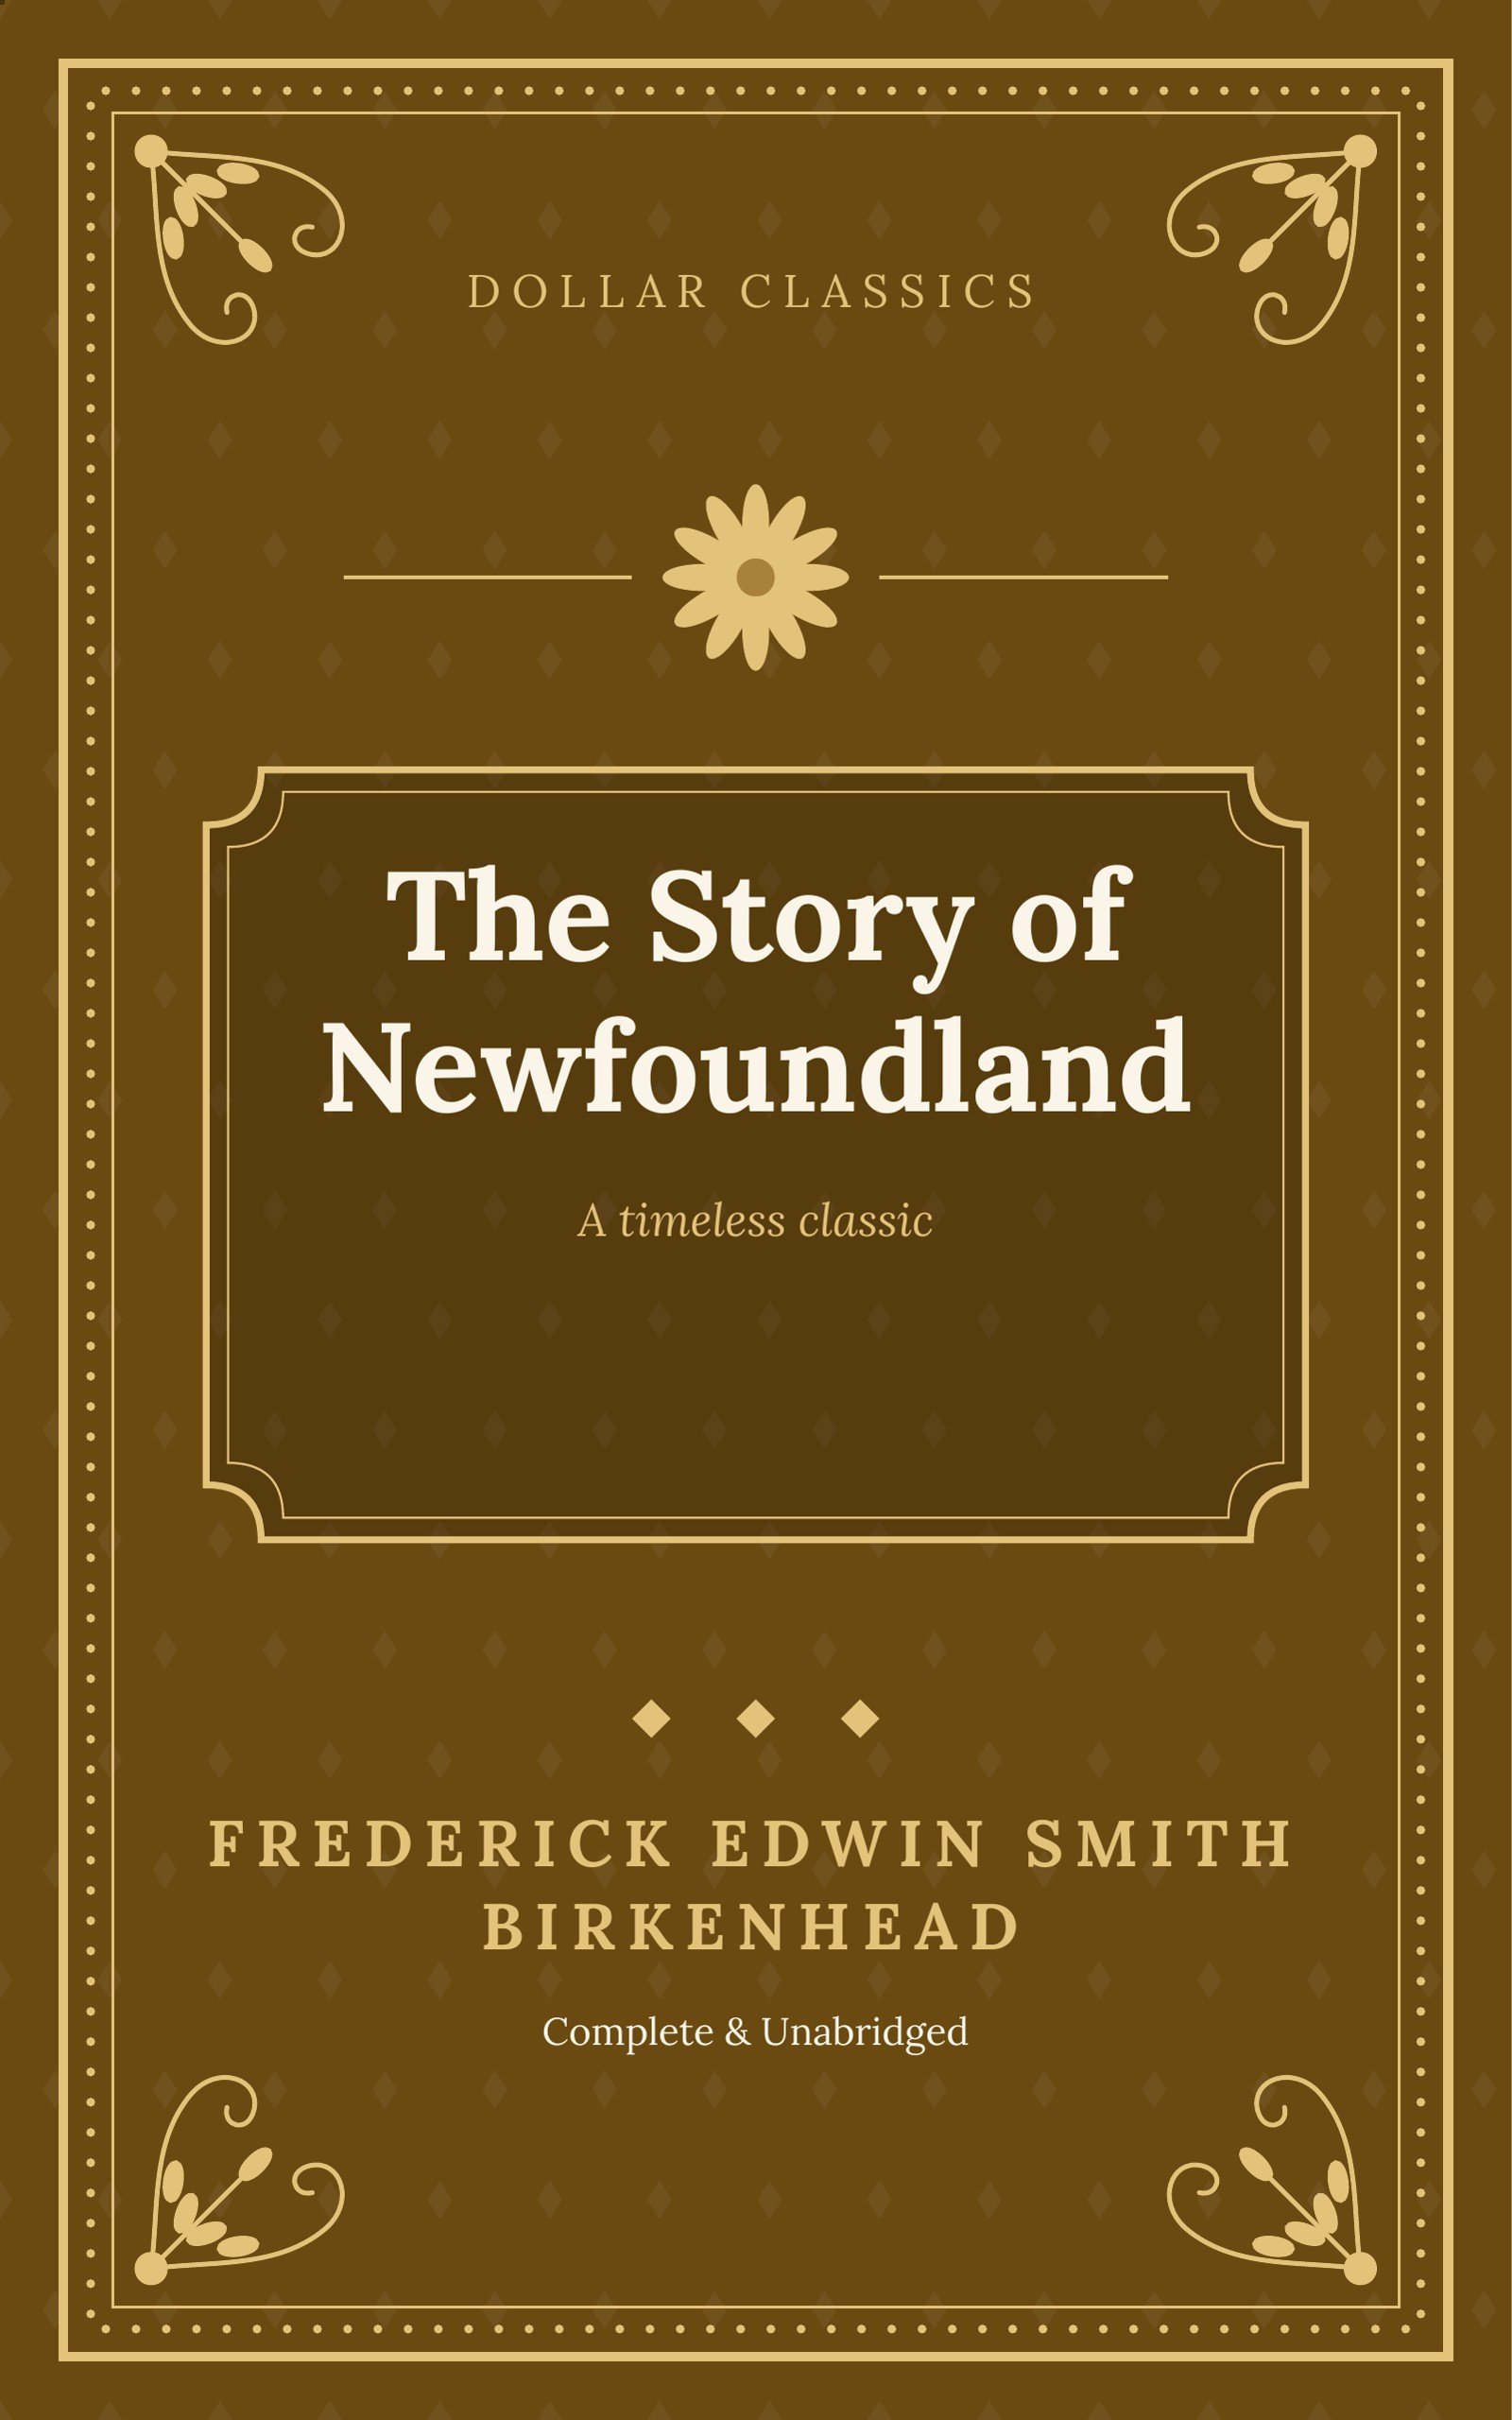 DOLLAR CLASSICS
The Story of
Newfoundland
A timeless classic
FREDERICK EDWIN SMITH
BIRKENHEAD
Complete & Unabridged